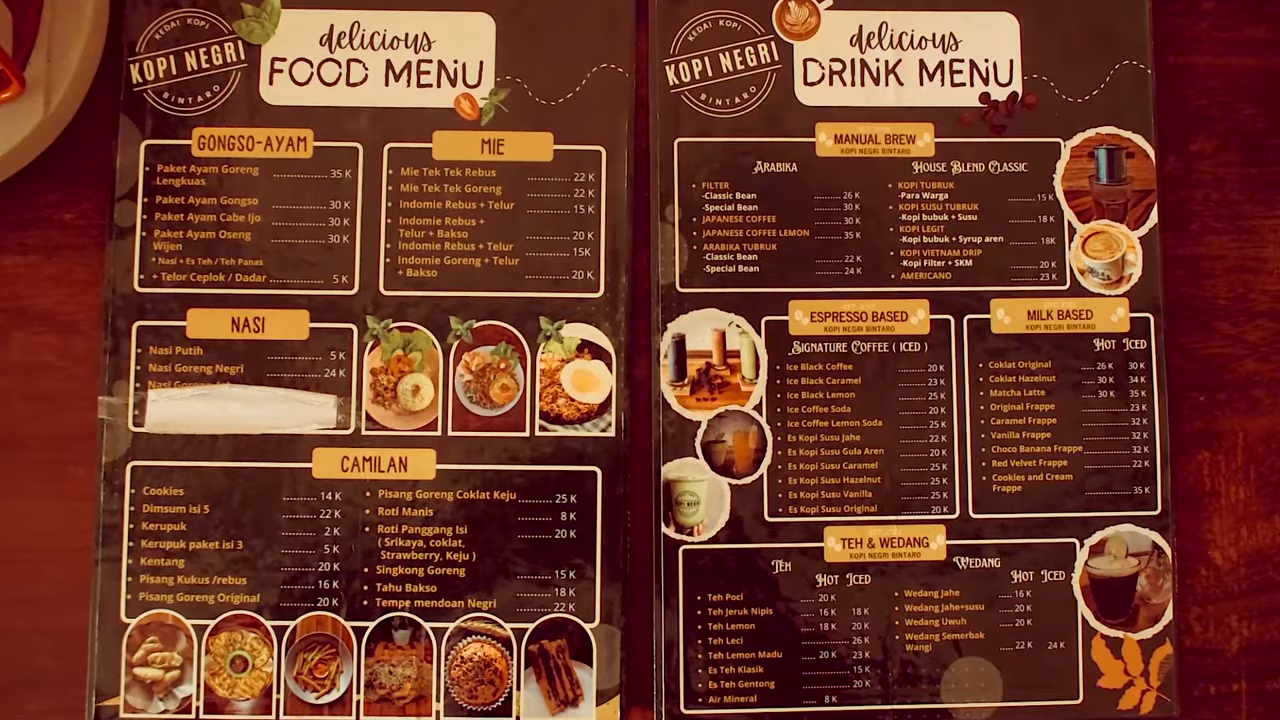 KEDAI KOPI
KOPI NEGRI
BINTARO
delicious
FOOD MENU
GONGSO-AYAM
Paket Ayam Goreng Lengkuas 35 K
Paket Ayam Gongso 30 K
Paket Ayam Cabe Ijo 30 K
Paket Ayam Oseng Wijen 30 K
* Nasi + Es Teh / Teh Panas
+ Telor Ceplok / Dadar 5 K
MIE
Mie Tek Tek Rebus 22 K
Mie Tek Tek Goreng 22 K
Indomie Rebus + Telur 15 K
Indomie Rebus + Telur + Bakso 20 K
Indomie Rebus + Telur 15K
Indomie Goreng + Telur + Bakso 20 K
NASI
Nasi Putih 5 K
Nasi Goreng Negri 24 K
Nasi Goreng
CAMILAN
Cookies 14 K
Dimsum isi 5 22 K
Kerupuk 2 K
Kerupuk paket isi 3 5 K
Kentang 20 K
Pisang Kukus /rebus 16 K
Pisang Goreng Original 20 K
Pisang Goreng Coklat Keju 25 K
Roti Manis 8 K
Roti Panggang Isi 20 K
( Srikaya, coklat,
Strawberry, Keju )
Singkong Goreng 15 K
Tahu Bakso 18 K
Tempe mendoan Negri 22 K
KEDAI KOPI
KOPI NEGRI
BINTARO
delicious
DRINK MENU
MANUAL BREW
KOPI NEGRI BINTARO
ARABIKA
FILTER
-Classic Bean 26 K
-Special Bean 30 K
JAPANESE COFFEE 30 K
JAPANESE COFFEE LEMON 35 K
ARABIKA TUBRUK
-Classic Bean 22 K
-Special Bean 24 K
HOUSE BLEND CLASSIC
KOPI TUBRUK
-Para Warga 15 K
KOPI SUSU TUBRUK
-Kopi bubuk + Susu 18 K
KOPI LEGIT
-Kopi bubuk + Syrup aren 18K
KOPI VIETNAM DRIP
-Kopi Filter + SKM 20 K
AMERICANO 23 K
ESPRESSO BASED
KOPI NEGRI BINTARO
SIGNATURE COFFEE ( ICED )
Ice Black Coffee 20 K
Ice Black Caramel 23 K
Ice Black Lemon 25 K
Ice Coffee Soda 20 K
Ice Coffee Lemon Soda 25 K
Es Kopi Susu Jahe 22 K
Es Kopi Susu Gula Aren 20 K
Es Kopi Susu Caramel 25 K
Es Kopi Susu Hazelnut 25 K
Es Kopi Susu Vanilla 25 K
Es Kopi Susu Original 20 K
MILK BASED
KOPI NEGRI BINTARO
HOT ICED
Coklat Original 26 K 30 K
Coklat Hazelnut 30 K 34 K
Matcha Latte 30 K 35 K
Original Frappe 23 K
Caramel Frappe 32 K
Vanilla Frappe 32 K
Choco Banana Frappe 32 K
Red Velvet Frappe 22 K
Cookies and Cream Frappe 35 K
KOPI NEGRI
TEH & WEDANG
KOPI NEGRI BINTARO
TEH
HOT ICED
Teh Poci 20 K
Teh Jeruk Nipis 16 K 18 K
Teh Lemon 18 K 20 K
Teh Leci 26 K
Teh Lemon Madu 20 K 23 K
Es Teh Klasik 15 K
Es Teh Gentong 20 K
Air Mineral 8 K
WEDANG
HOT ICED
Wedang Jahe 16 K
Wedang Jahe+susu 20 K
Wedang Uwuh 20 K
Wedang Semerbak Wangi 22 K 24 K